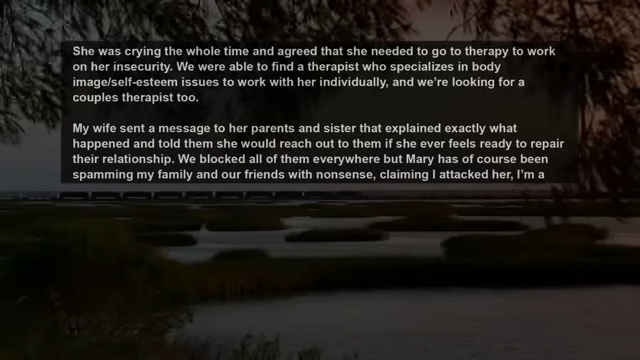 She was crying the whole time and agreed that she needed to go to therapy to work
on her insecurity. We were able to find a therapist who specializes in body
image/self-esteem issues to work with her individually, and we're looking for a
couples therapist too.
My wife sent a message to her parents and sister that explained exactly what
happened and told them she would reach out to them if she ever feels ready to repair
their relationship. We blocked all of them everywhere but Mary has of course been
spamming my family and our friends with nonsense, claiming I attacked her, I'm a